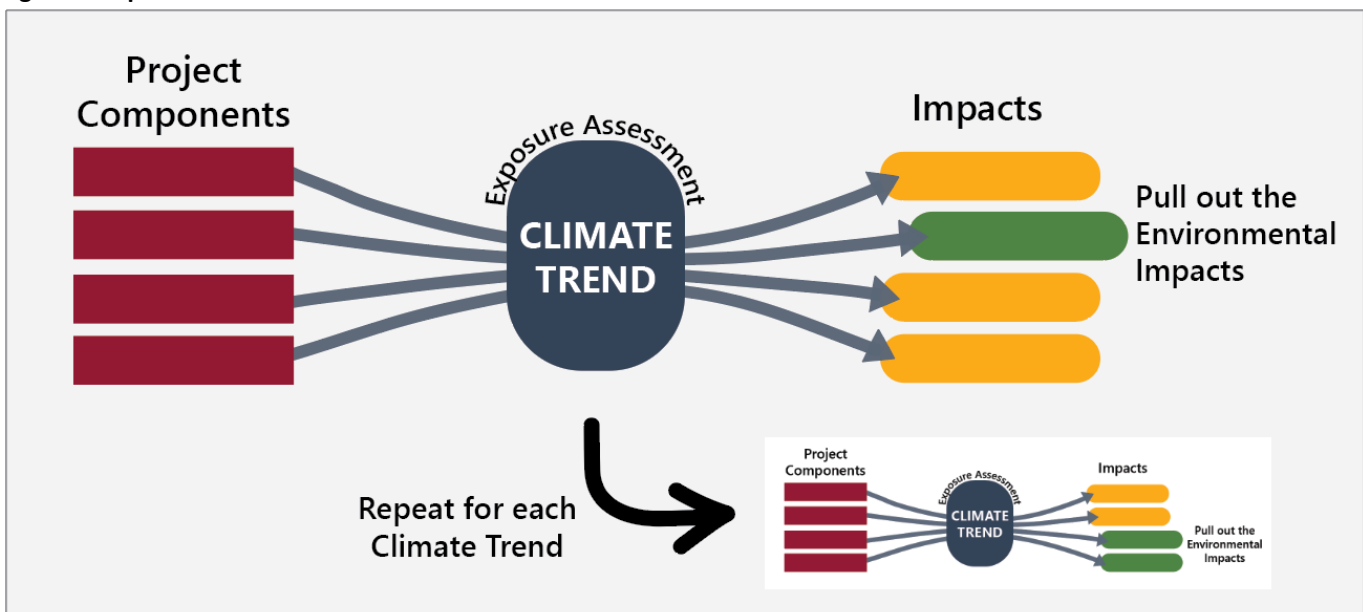 Project
Components
Exposure Assessment
CLIMATE
TREND
Impacts
Pull out the
Environmental
Impacts
Repeat for each
Climate Trend
Project
Components
Exposure Assessment
CLIMATE
TREND
Impacts
Pull out the
Environmental
Impacts